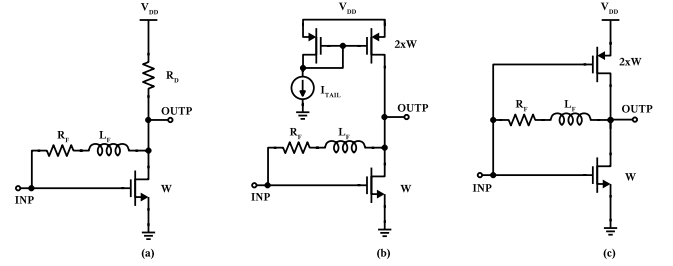 V_DD
R_D
OUTP
R_F
L_F
INP
W
(a)
V_DD
2xW
I_TAIL
OUTP
R_F
L_F
INP
W
(b)
V_DD
2xW
R_F
L_F
OUTP
INP
W
(c)